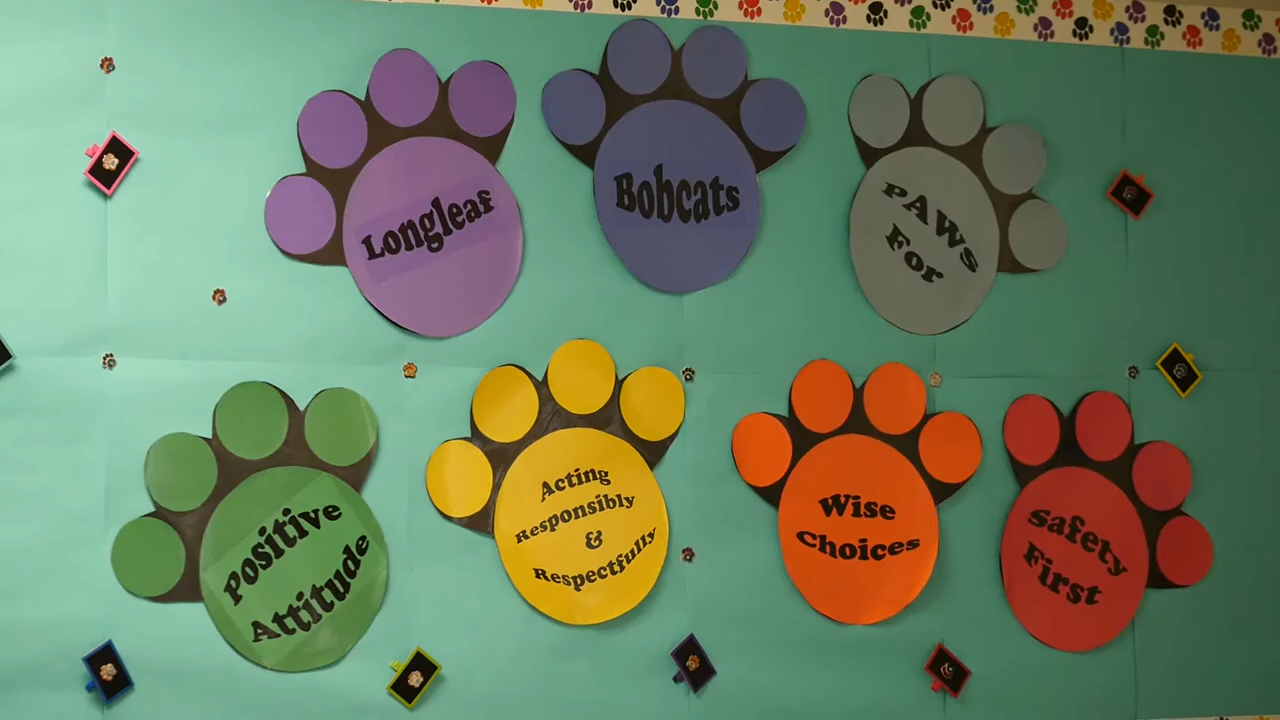 Longleaf
Bobcats
PAWS
For
Positive
Attitude
Acting
Responsibly
&
Respectfully
Wise
Choices
Safety
First